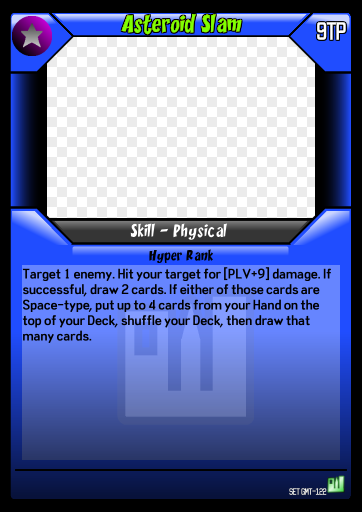 Asteroid Slam
9TP
Skill - Physical
Hyper Rank
Target 1 enemy. Hit your target for [PLV+9] damage. If
successful, draw 2 cards. If either of those cards are
Space-type, put up to 4 cards from your Hand on the
top of your Deck, shuffle your Deck, then draw that
many cards.
SET GMT-122